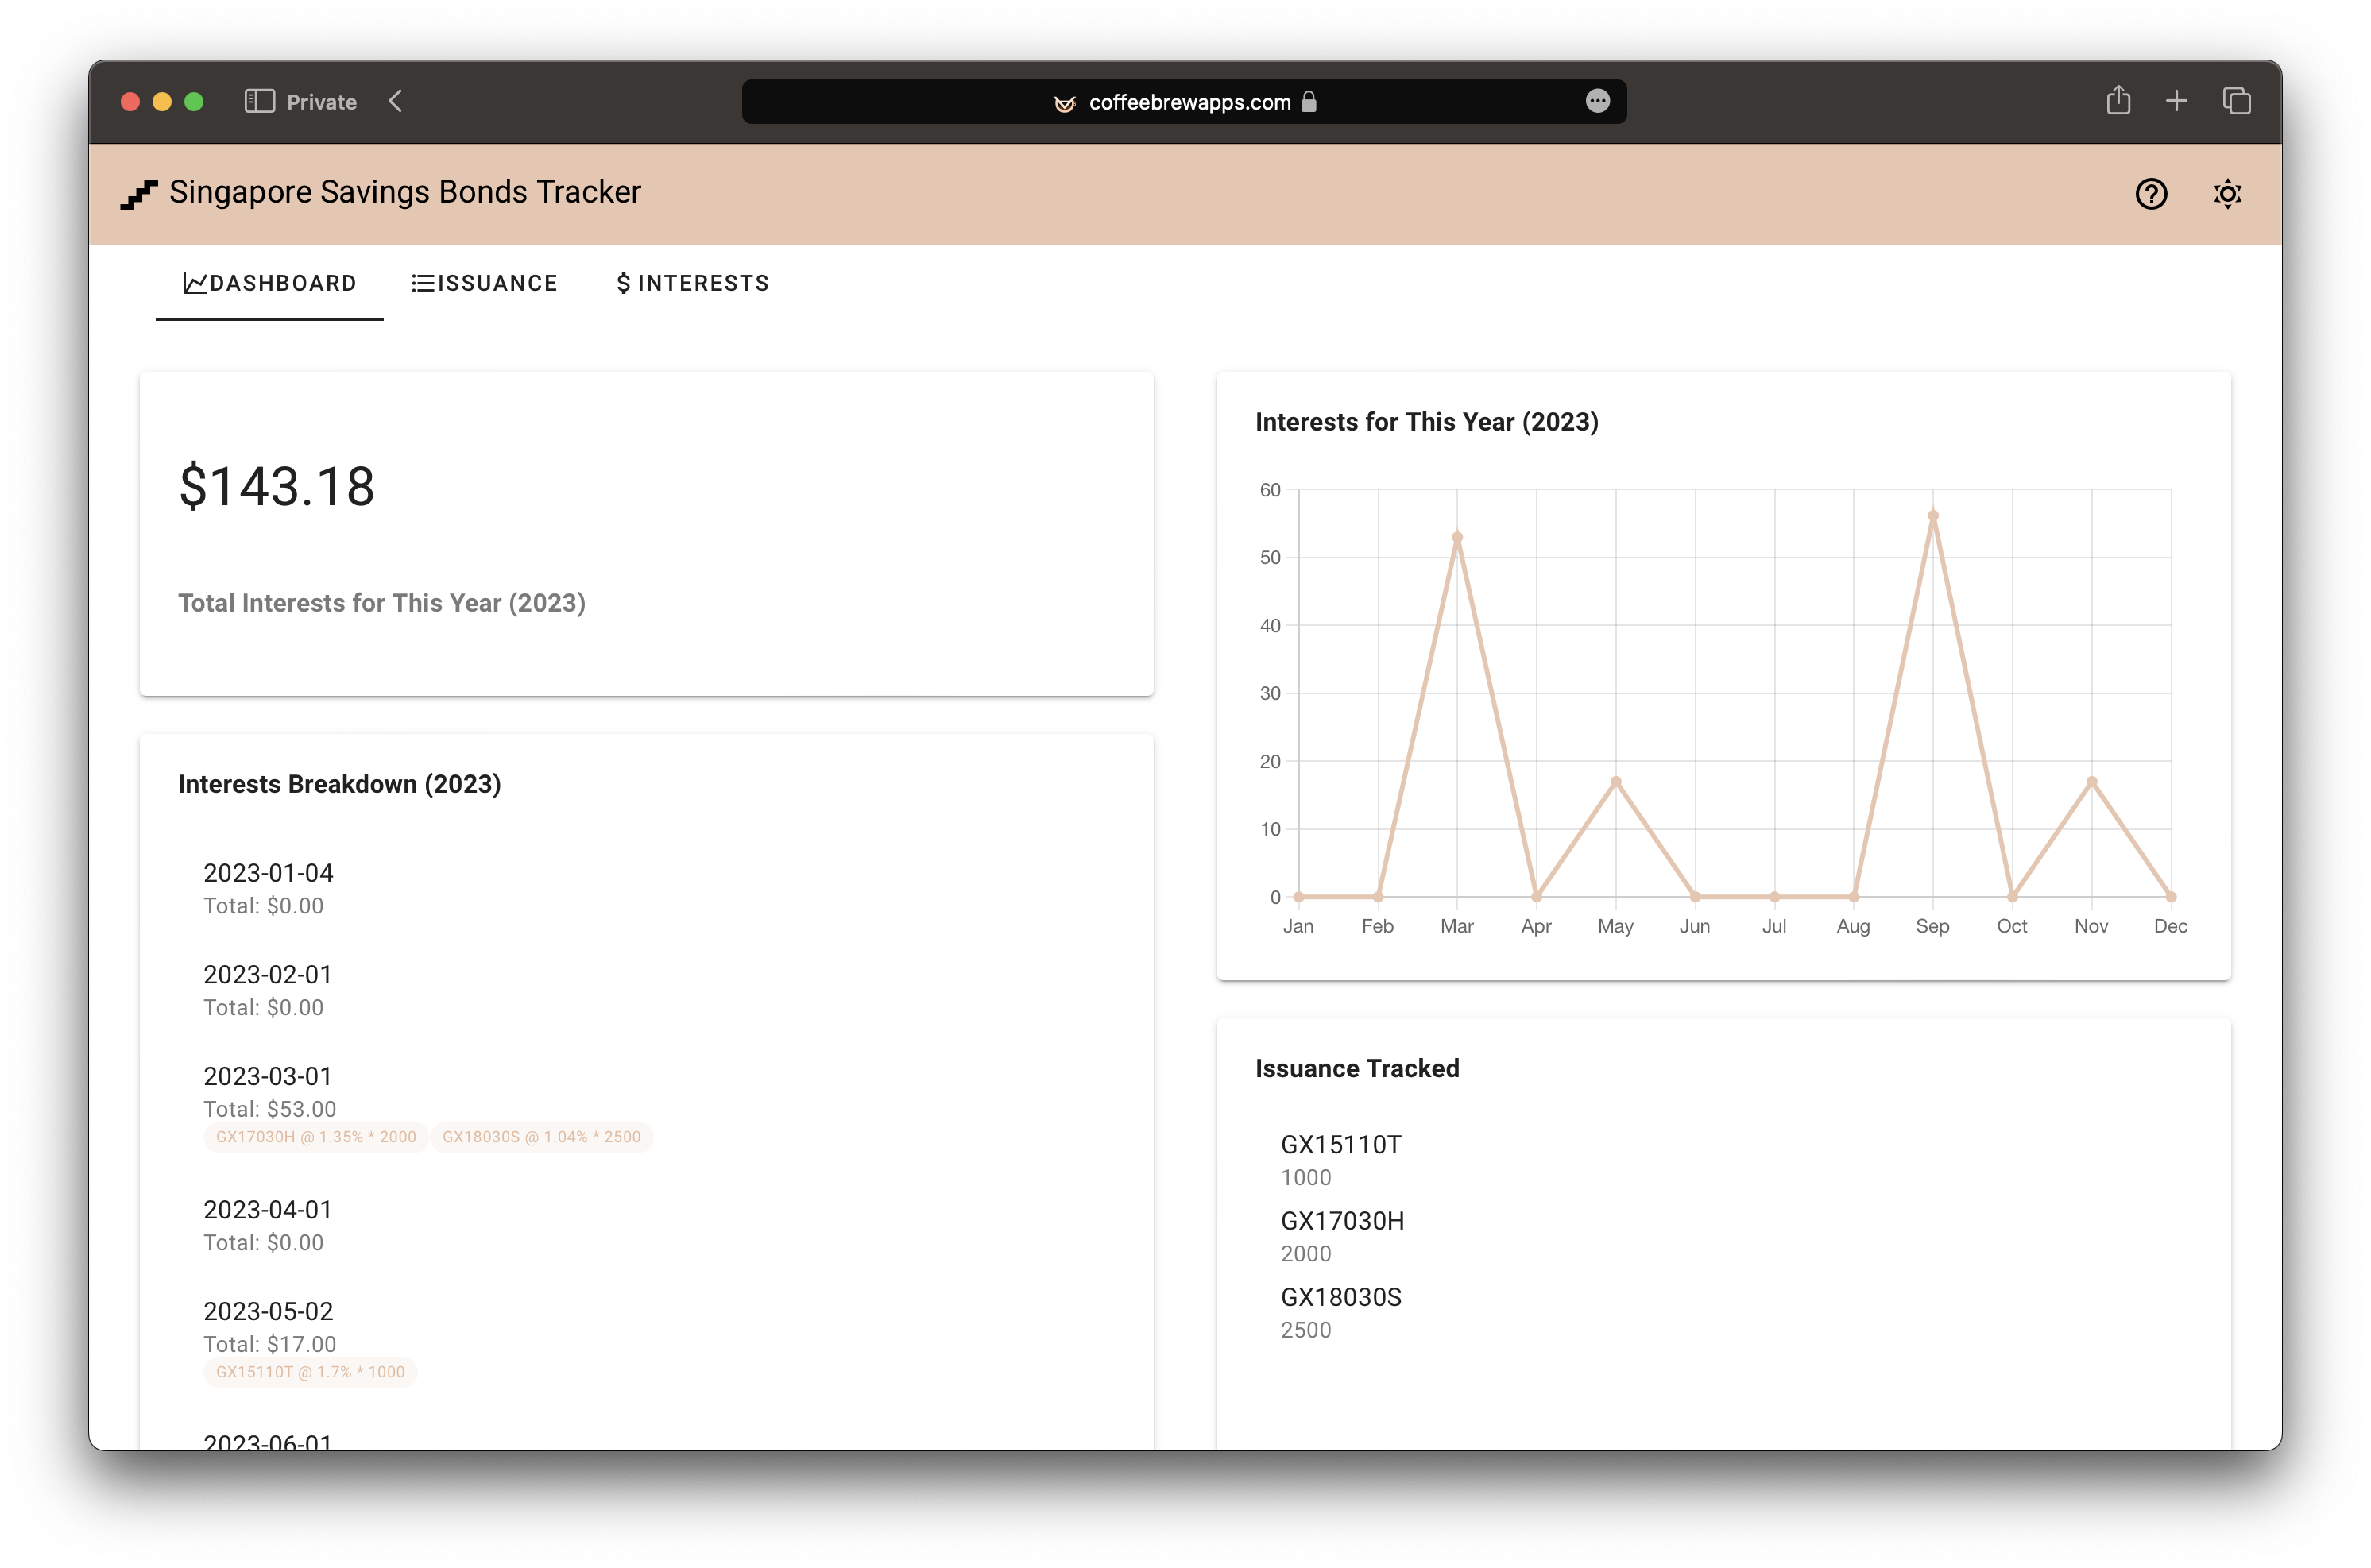 Private
coffeebrewapps.com
Singapore Savings Bonds Tracker
DASHBOARD
ISSUANCE
$ INTERESTS
$143.18
Total Interests for This Year (2023)
Interests Breakdown (2023)
2023-01-04
Total: $0.00
2023-02-01
Total: $0.00
2023-03-01
Total: $53.00
GX17030H @ 1.35% * 2000
GX18030S @ 1.04% * 2500
2023-04-01
Total: $0.00
2023-05-02
Total: $17.00
GX15110T @ 1.7% * 1000
2023-06-01
Interests for This Year (2023)
60
50
40
30
20
10
0
Jan Feb Mar Apr May Jun Jul Aug Sep Oct Nov Dec
Issuance Tracked
GX15110T
1000
GX17030H
2000
GX18030S
2500